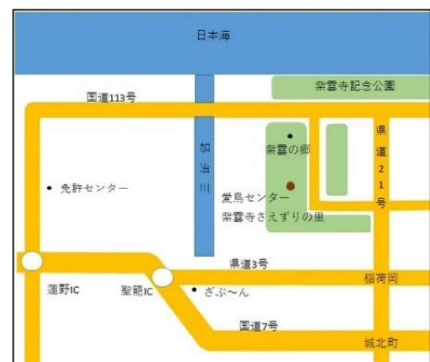 日本海
紫雲寺記念公園
国道113号
加治川
紫雲の郷
県道21号
免許センター
愛鳥センター
紫雲寺さえずりの里
県道3号
稲荷岡
蓮野IC
聖籠IC
ざぶ~ん
国道7号
城北町